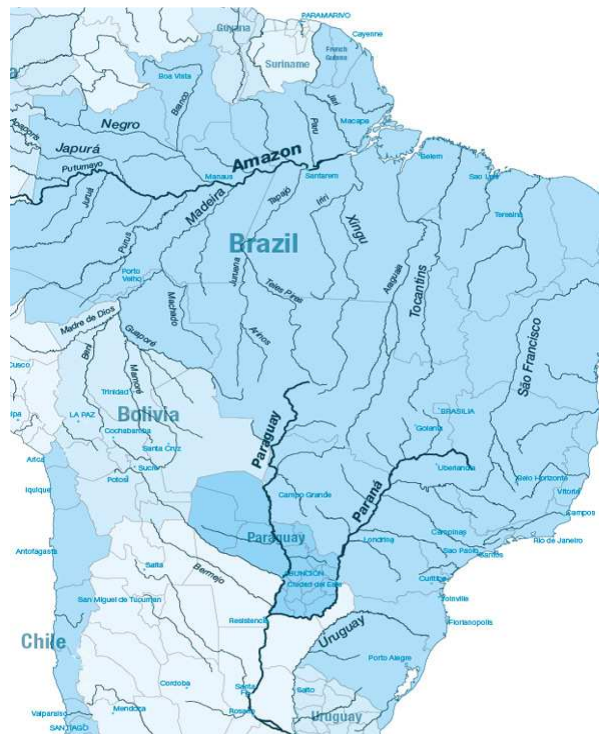 PARAMARIVO
Cayenne
Guyana
Suriname
French
Guiana
Boa Vista
Branco
Jari
Paru
Macapa
Apaporis
Negro
Japurá
Putumayo
Amazon
Belem
Sao Luis
Manaus
Santarem
Teresina
Juruá
Purus
Madeira
Tapajó
Iriri
Xingu
Brazil
Porto
Velho
Machado
Juruena
Teles Pires
Arinos
Araguaia
Tocantins
São Francisco
Madre de Dios
Guaporé
Beni
Mamoré
Cusco
Trinidad
Bolivia
LA PAZ
Cochabamba
Santa Cruz
Sucre
Potosí
Arica
Iquique
Paraguay
BRASILIA
Goiania
Uberlandia
Belo Horizonte
Vitoria
Campos
Campo Grande
Paraná
Paraguay
Londrina
Campinas
Sao Paolo
Santos
Rio de Janeiro
Antofagasta
Salta
Bermejo
SUNCIÓN
Ciudad del Este
Curitiba
Joinville
San Miguel de Tucuman
Resistencia
Florianopolis
Uruguay
Chile
Porto Alegre
Cordoba
Santa
Fe
Salto
Mendoza
Rosario
Uruguay
Valparaiso
SANTIAGO